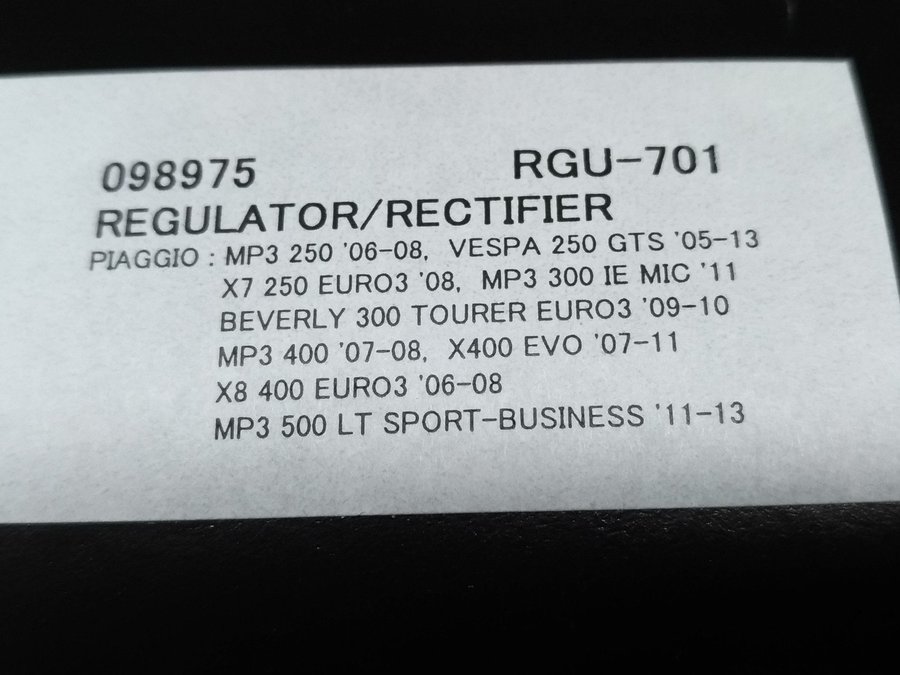 098975 RGU-701
REGULATOR/RECTIFIER
PIAGGIO : MP3 250 '06-08, VESPA 250 GTS '05-13
X7 250 EURO3 '08, MP3 300 IE MIC '11
BEVERLY 300 TOURER EURO3 '09-10
MP3 400 '07-08, X400 EVO '07-11
X8 400 EURO3 '06-08
MP3 500 LT SPORT-BUSINESS '11-13